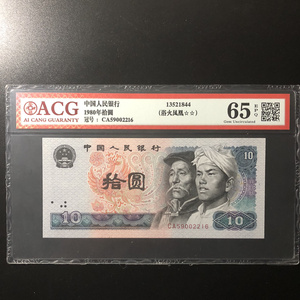 ACG
AI CANG GUARANTY
中国人民银行
1980年拾圆
冠号：CA59002216
13521844
(浴火凤凰☆☆)
65 EPQ
Gem Uncirculated
中国人民银行
10
拾圆
10
10
CA59002216